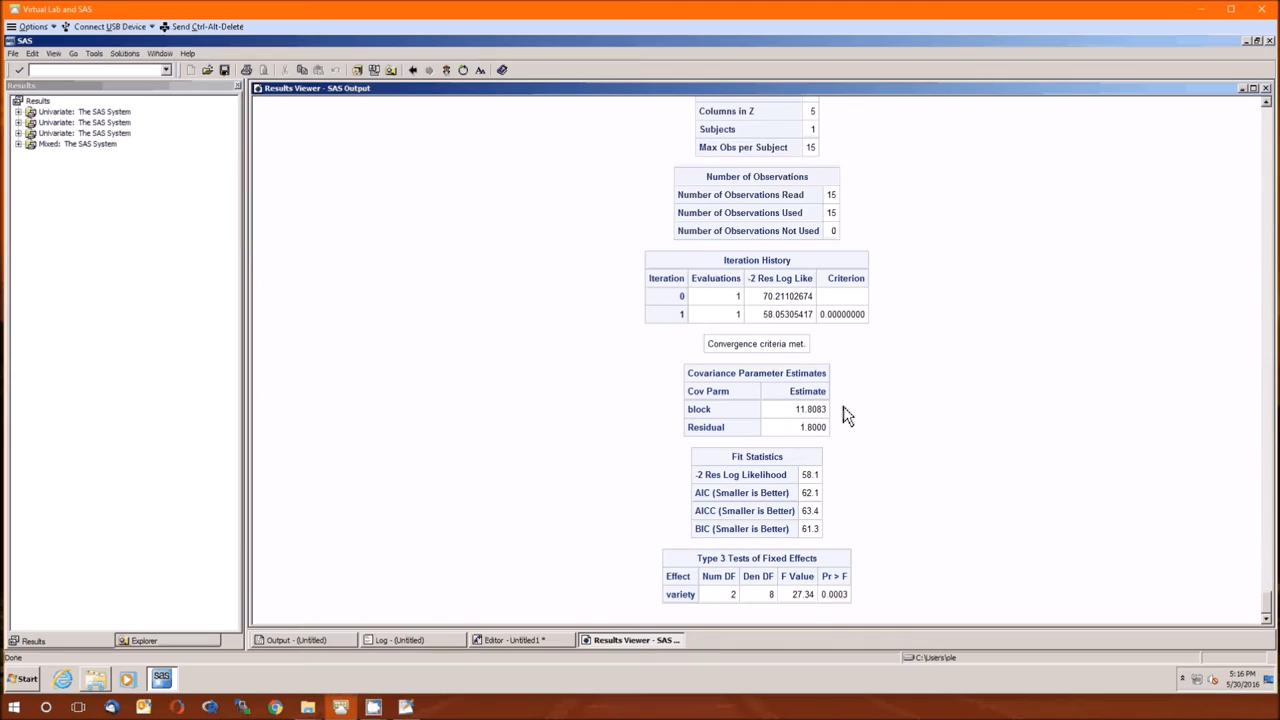 Virtual Lab and SAS
Options Connect USB Device Send Ctrl-Alt-Delete
SAS
File Edit View Go Tools Solutions Window Help
Results
Results Viewer - SAS Output
Results
Univariate: The SAS System
Univariate: The SAS System
Univariate: The SAS System
Mixed: The SAS System
Columns in Z 5
Subjects 1
Max Obs per Subject 15
Number of Observations
Number of Observations Read 15
Number of Observations Used 15
Number of Observations Not Used 0
Iteration History
Iteration Evaluations -2 Res Log Like Criterion
0 1 70.21102674
1 1 58.05305417 0.00000000
Convergence criteria met.
Covariance Parameter Estimates
Cov Parm Estimate
block 11.8083
Residual 1.8000
Fit Statistics
-2 Res Log Likelihood 58.1
AIC (Smaller is Better) 62.1
AICC (Smaller is Better) 63.4
BIC (Smaller is Better) 61.3
Type 3 Tests of Fixed Effects
Effect Num DF Den DF F Value Pr > F
variety 2 8 27.34 0.0003
Results Explorer
Output - (Untitled) Log - (Untitled) Editor - Untitled1 * Results Viewer - SAS ...
Done C:\Users\ple
Start
5:16 PM
5/30/2016